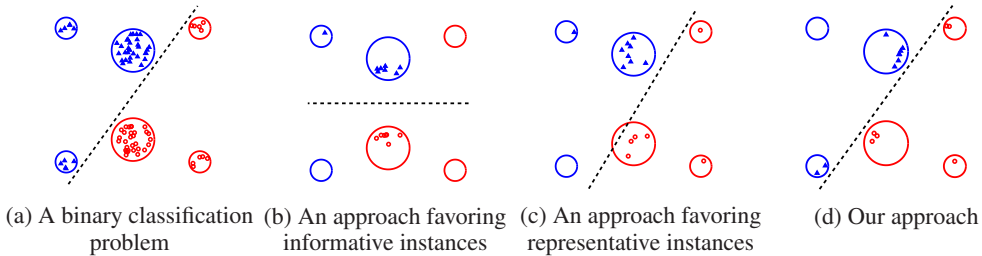 (a) A binary classification
problem
(b) An approach favoring
informative instances
(c) An approach favoring
representative instances
(d) Our approach